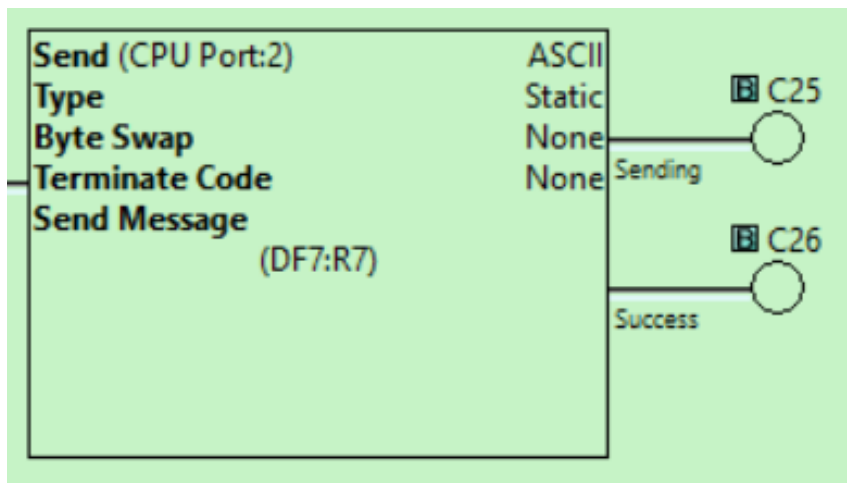 Send (CPU Port:2) ASCII
Type Static
B C25
Byte Swap None
Terminate Code None
Sending
Send Message
B C26
(DF7:R7)
Success